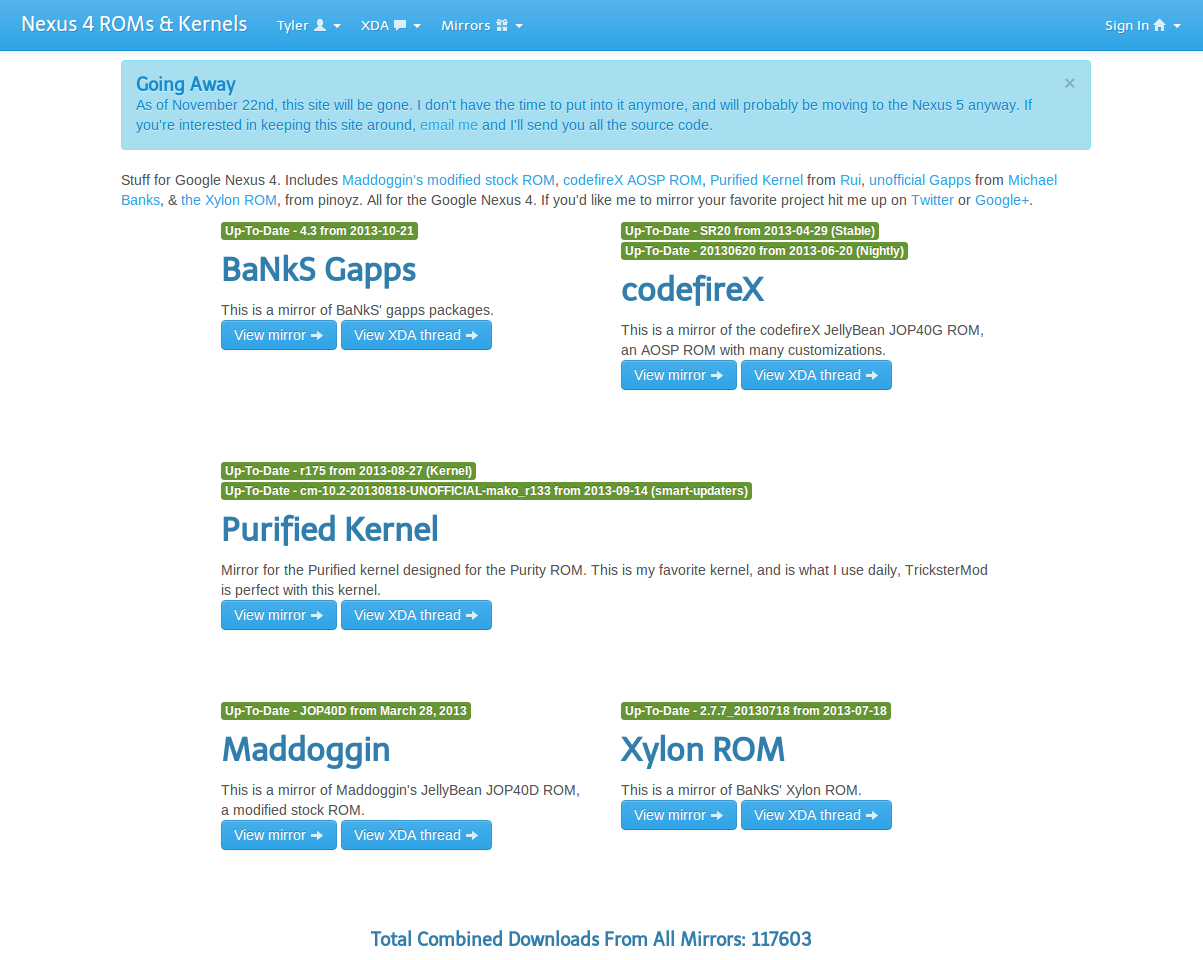 Nexus 4 ROMs & Kernels Tyler XDA Mirrors Sign In
Going Away ×
As of November 22nd, this site will be gone. I don't have the time to put into it anymore, and will probably be moving to the Nexus 5 anyway. If
you're interested in keeping this site around, email me and I'll send you all the source code.
Stuff for Google Nexus 4. Includes Maddoggin's modified stock ROM, codefireX AOSP ROM, Purified Kernel from Rui, unofficial Gapps from Michael
Banks, & the Xylon ROM, from pinoyz. All for the Google Nexus 4. If you'd like me to mirror your favorite project hit me up on Twitter or Google+.
Up-To-Date - 4.3 from 2013-10-21
BaNkS Gapps
This is a mirror of BaNkS' gapps packages.
View mirror View XDA thread
Up-To-Date - SR20 from 2013-04-29 (Stable)
Up-To-Date - 20130620 from 2013-06-20 (Nightly)
codefireX
This is a mirror of the codefireX JellyBean JOP40G ROM,
an AOSP ROM with many customizations.
View mirror View XDA thread
Up-To-Date - r175 from 2013-08-27 (Kernel)
Up-To-Date - cm-10.2-20130818-UNOFFICIAL-mako_r133 from 2013-09-14 (smart-updaters)
Purified Kernel
Mirror for the Purified kernel designed for the Purity ROM. This is my favorite kernel, and is what I use daily, TricksterMod
is perfect with this kernel.
View mirror View XDA thread
Up-To-Date - JOP40D from March 28, 2013
Maddoggin
This is a mirror of Maddoggin's JellyBean JOP40D ROM,
a modified stock ROM.
View mirror View XDA thread
Up-To-Date - 2.7.7_20130718 from 2013-07-18
Xylon ROM
This is a mirror of BaNkS' Xylon ROM.
View mirror View XDA thread
Total Combined Downloads From All Mirrors: 117603